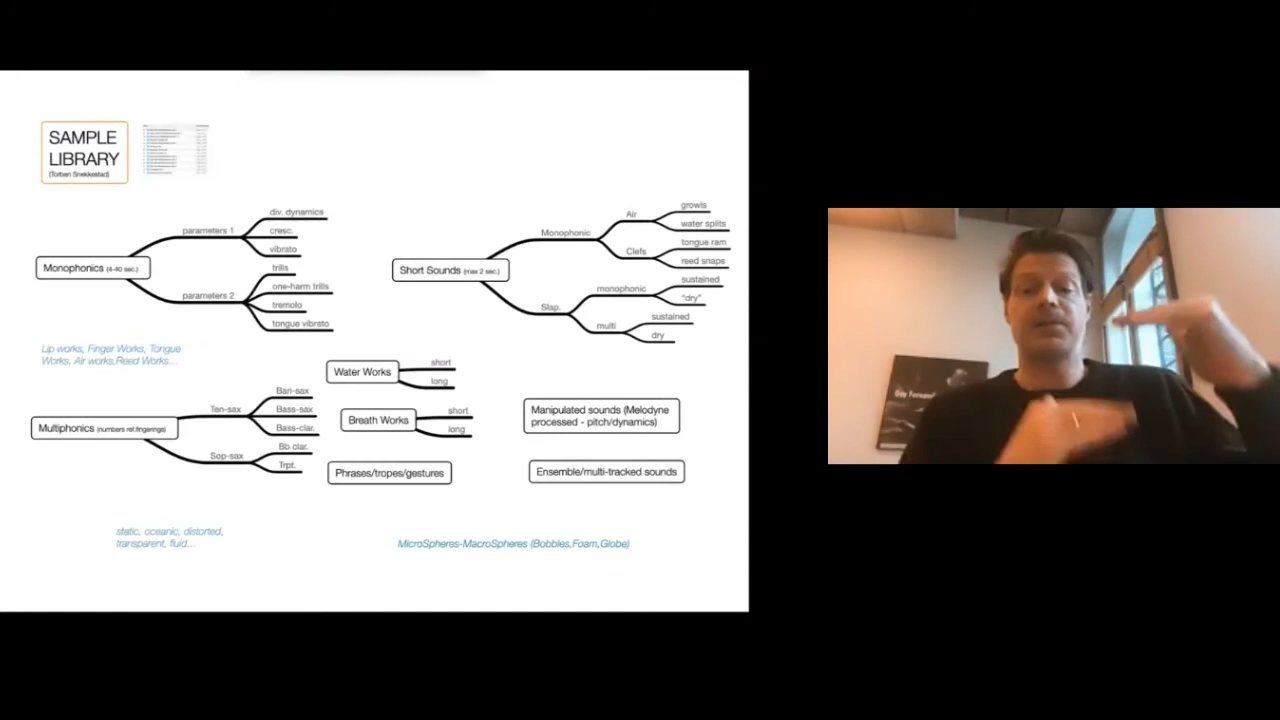 SAMPLE
LIBRARY
(Torben Snekkestad)
div. dynamics
parameters 1
cresc.
vibrato
Monophonics (4-40 sec.)
trills
parameters 2
one-harm trills
tremolo
tongue vibrato
Lip works, Finger Works, Tongue
Works, Air works,Reed Works...
growls
Air
water splits
Monophonic
tongue ram
Clefs
reed snaps
Short Sounds (max 2 sec.)
sustained
monophonic
"dry"
Slap.
sustained
multi
dry
short
Water Works
long
Bari-sax
Ten-sax
Bass-sax
Bass-clar.
Multiphonics (numbers ref.fingerings)
Bb clar.
Sop-sax
Trpt.
short
Breath Works
long
Manipulated sounds (Melodyne
processed - pitch/dynamics)
Phrases/tropes/gestures
Ensemble/multi-tracked sounds
static, oceanic, distorted,
transparent, fluid...
MicroSpheres-MacroSpheres (Bobbles,Foam,Globe)